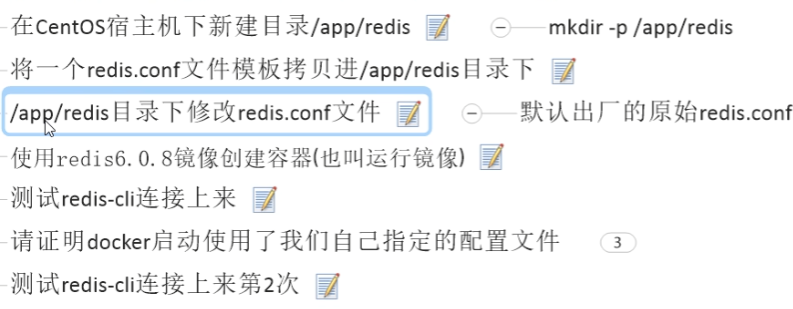 在CentOS宿主机下新建目录/app/redis mkdir -p /app/redis
将一个redis.conf文件模板拷贝进/app/redis目录下
/app/redis目录下修改redis.conf文件 默认出厂的原始redis.conf
使用redis6.0.8镜像创建容器(也叫运行镜像)
测试redis-cli连接上来
请证明docker启动使用了我们自己指定的配置文件 3
测试redis-cli连接上来第2次